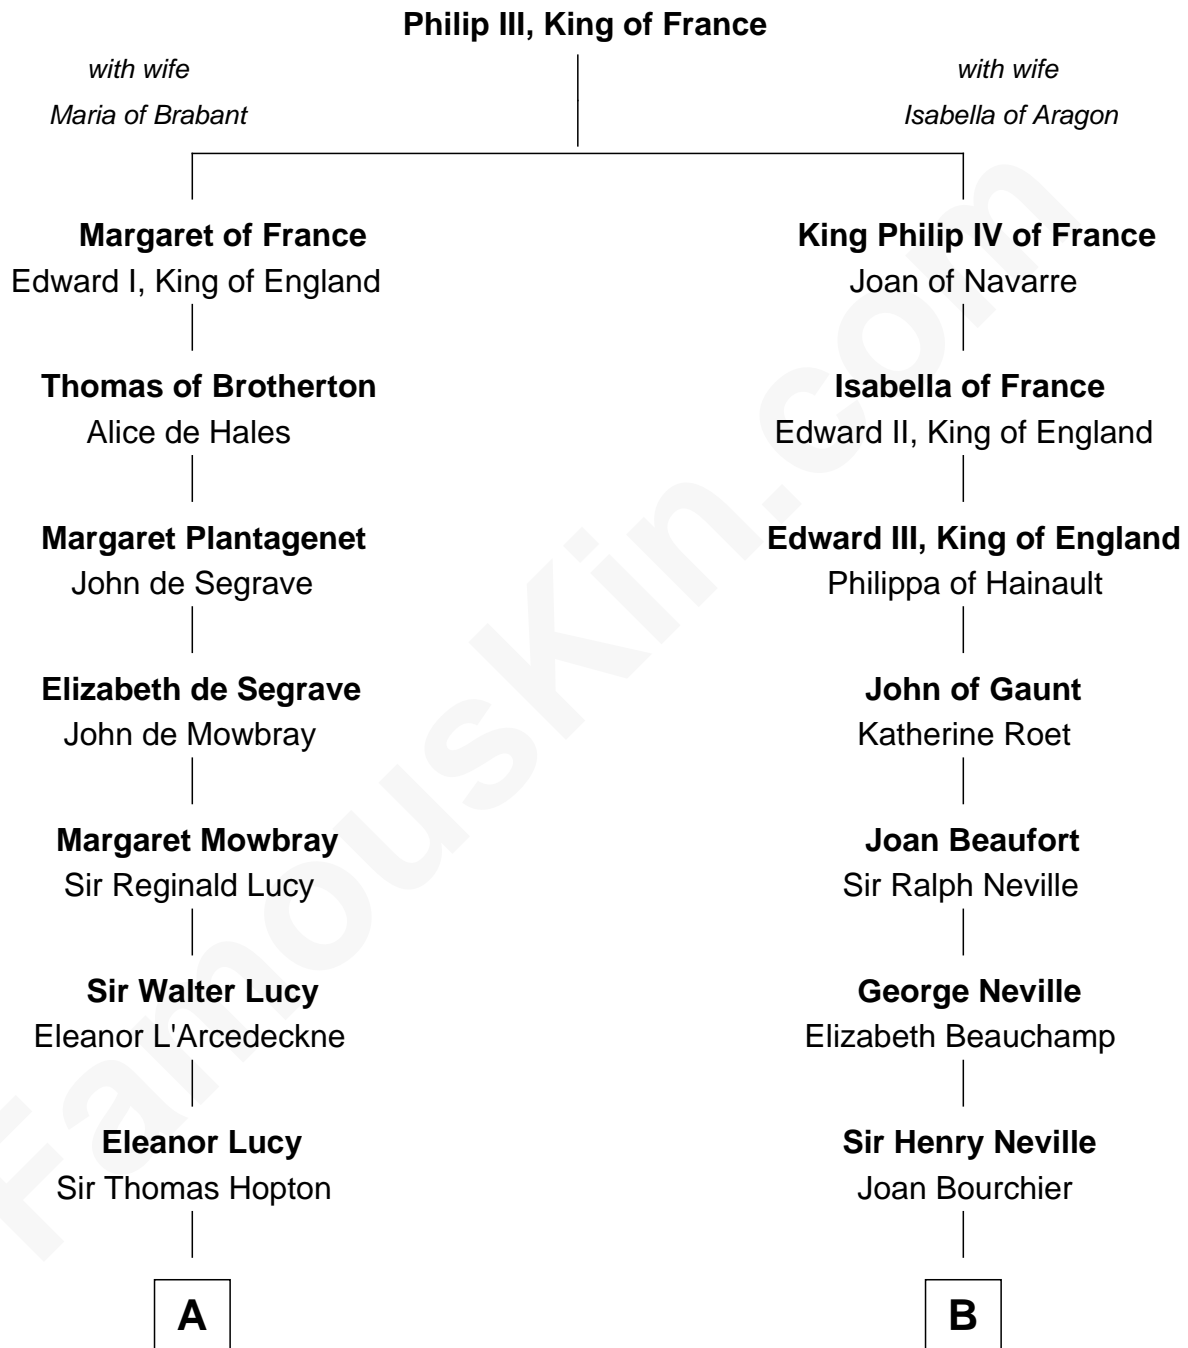 Philip III, King of France
with wife
Maria of Brabant
with wife
Isabella of Aragon
Margaret of France
Edward I, King of England
King Philip IV of France
Joan of Navarre
Thomas of Brotherton
Alice de Hales
Isabella of France
Edward II, King of England
Margaret Plantagenet
John de Segrave
Edward III, King of England
Philippa of Hainault
Elizabeth de Segrave
John de Mowbray
John of Gaunt
Katherine Roet
Margaret Mowbray
Sir Reginald Lucy
Joan Beaufort
Sir Ralph Neville
Sir Walter Lucy
Eleanor L'Arcedeckne
George Neville
Elizabeth Beauchamp
Eleanor Lucy
Sir Thomas Hopton
Sir Henry Neville
Joan Bourchier
A
B
FamousKin.com